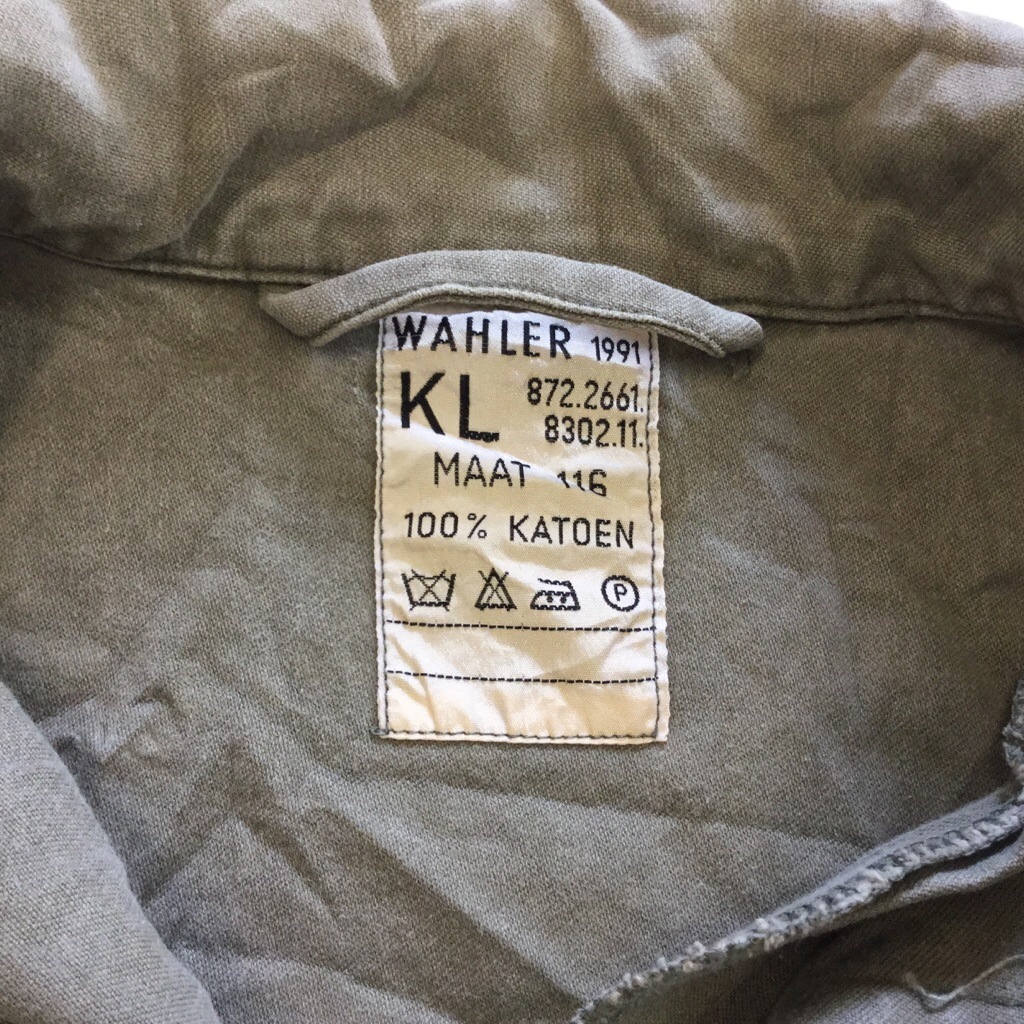 WAHLER 1991
KL 872.2661.
8302.11.
MAAT 116
100% KATOEN
P